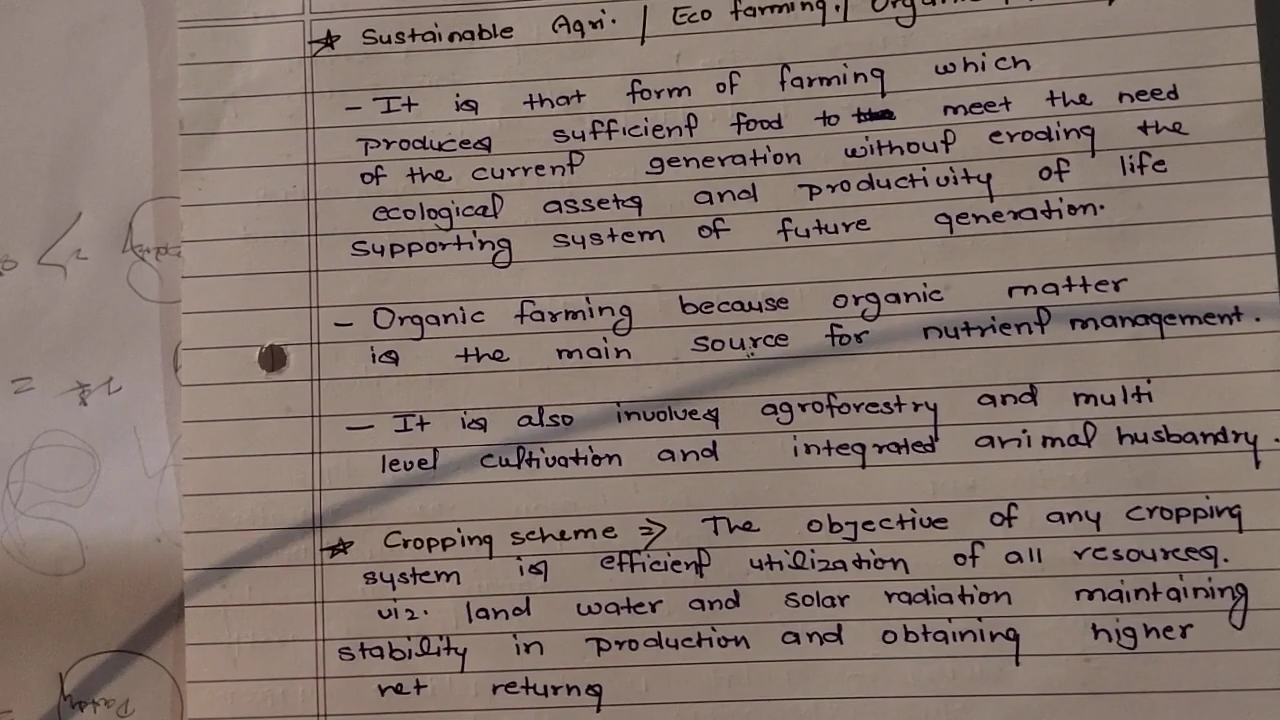 ☆ Sustainable Agri. / Eco farming. /
- It is that form of farming which
produces sufficient food to meet the need
of the current generation without eroding the
ecological assets and productivity of life
supporting system of future generation.
- Organic farming because organic matter
is the main source for nutrient management.
- It is also involves agroforestry and multi
level cultivation and integrated animal husbandry.
☆ Cropping scheme => The objective of any cropping
system is efficient utilization of all resources.
viz. land water and solar radiation maintaining
stability in production and obtaining higher
net returns